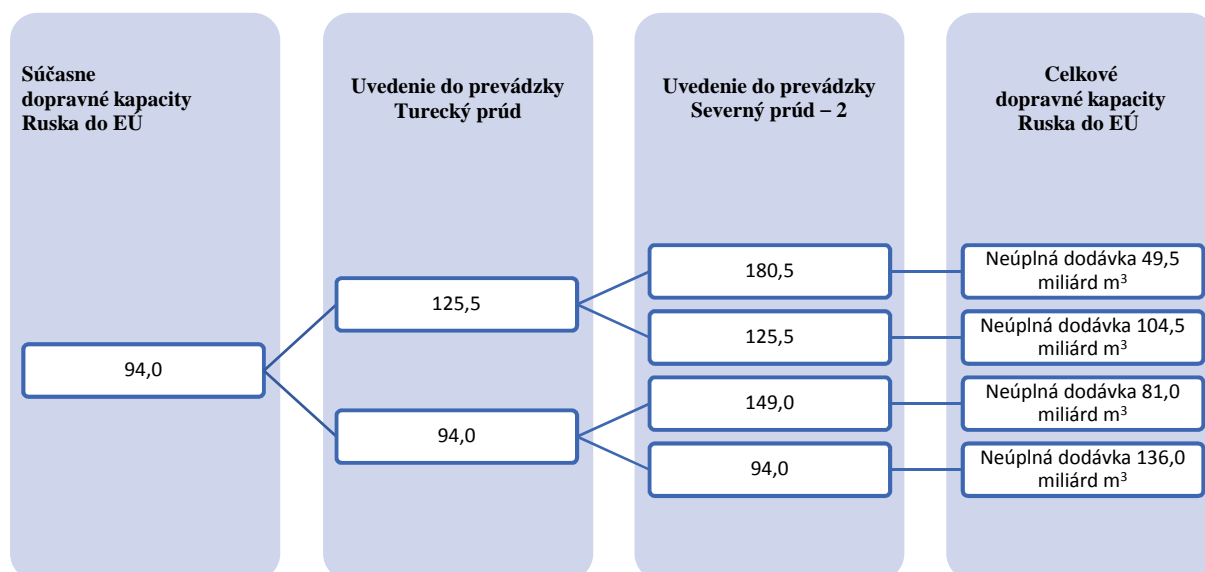 Súčasne
dopravné kapacity
Ruska do EÚ
Uvedenie do prevádzky
Turecký prúd
Uvedenie do prevádzky
Severný prúd – 2
Celkové
dopravné kapacity
Ruska do EÚ
94,0
125,5
94,0
180,5
125,5
149,0
94,0
Neúplná dodávka 49,5
miliárd m³
Neúplná dodávka 104,5
miliárd m³
Neúplná dodávka 81,0
miliárd m³
Neúplná dodávka 136,0
miliárd m³